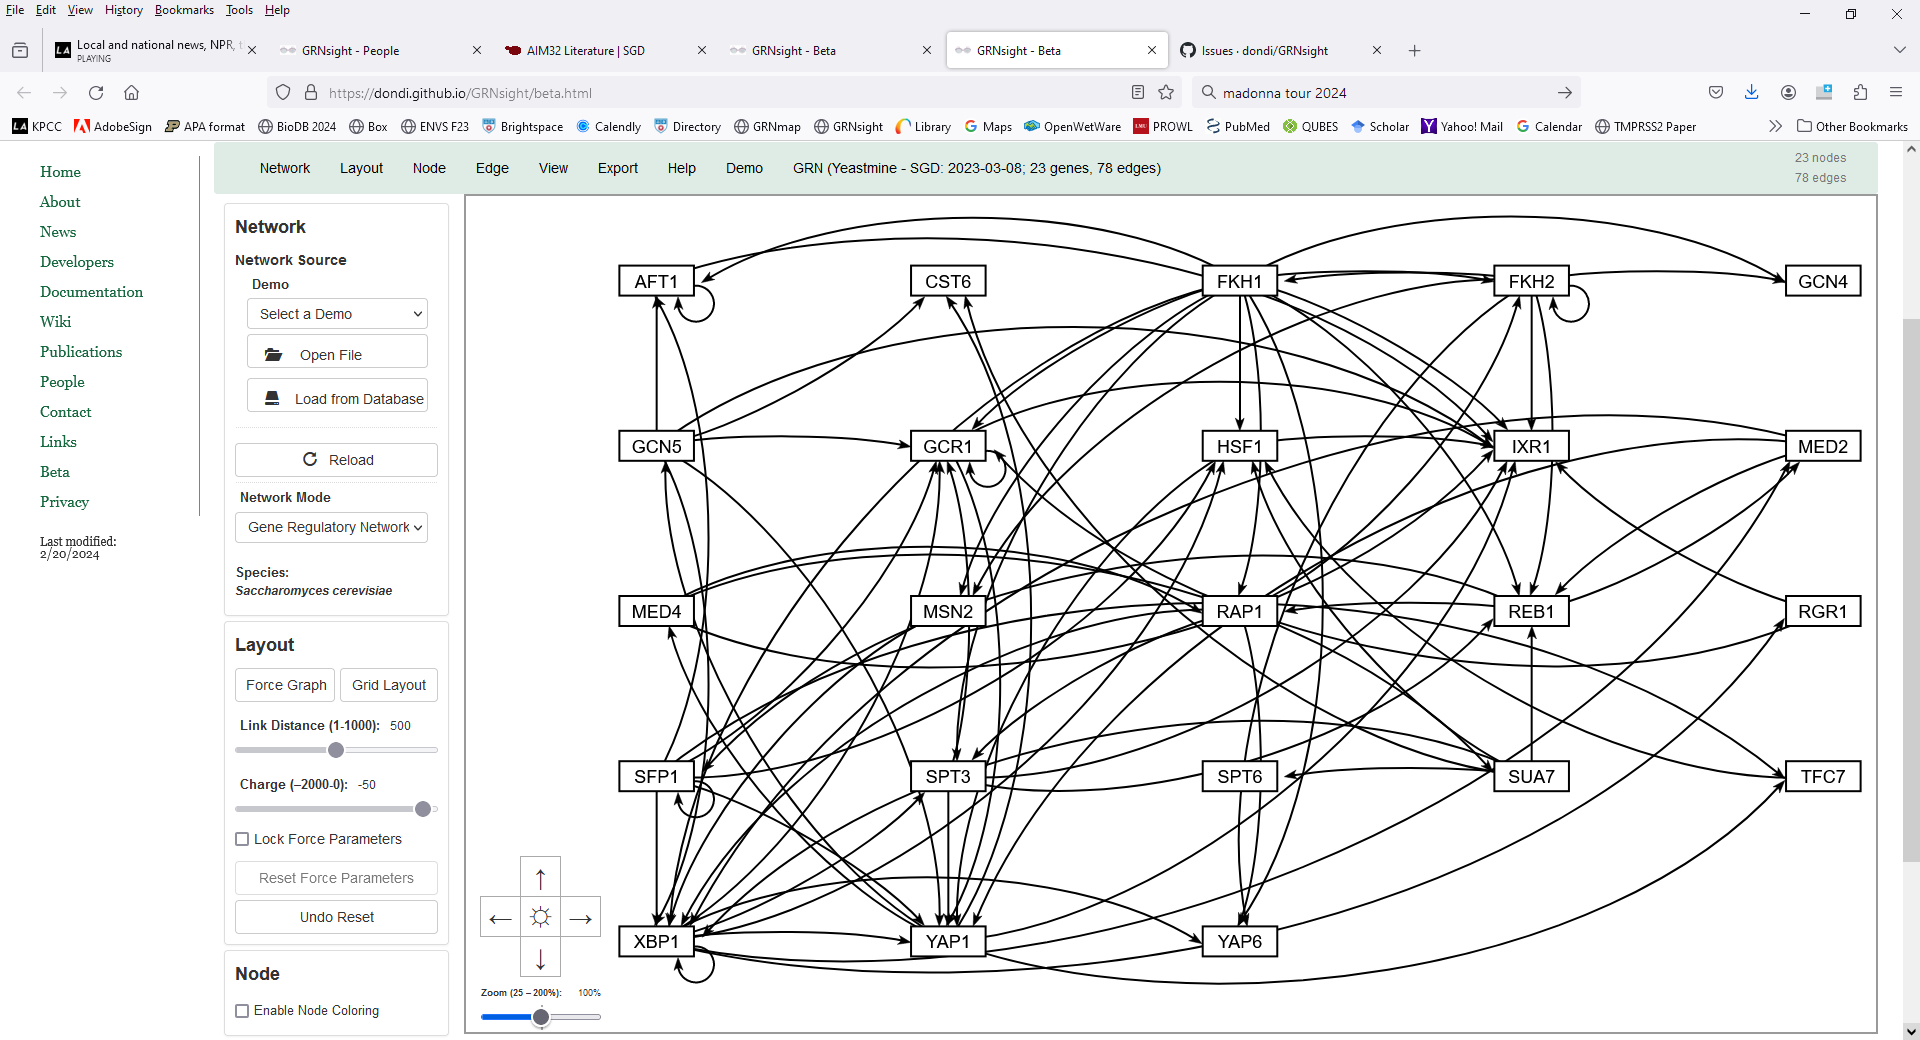 File Edit View History Bookmarks Tools Help
Local and national news, NPR, t
PLAYING
GRNsight - People
AIM32 Literature | SGD
GRNsight - Beta
GRNsight - Beta
Issues · dondi/GRNsight
https://dondi.github.io/GRNsight/beta.html
madonna tour 2024
KPCC AdobeSign APA format BioDB 2024 Box ENVS F23 Brightspace Calendly Directory GRNmap GRNsight Library Maps OpenWetWare PROWL PubMed QUBES Scholar Yahoo! Mail Calendar TMPRSS2 Paper Other Bookmarks
Home
About
News
Developers
Documentation
Wiki
Publications
People
Contact
Links
Beta
Privacy
Last modified:
2/20/2024
Network Layout Node Edge View Export Help Demo GRN (Yeastmine - SGD: 2023-03-08; 23 genes, 78 edges)
23 nodes
78 edges
Network
Network Source
Demo
Select a Demo
Open File
Load from Database
Reload
Network Mode
Gene Regulatory Network
Species:
Saccharomyces cerevisiae
Layout
Force Graph Grid Layout
Link Distance (1-1000): 500
Charge (–2000-0): -50
Lock Force Parameters
Reset Force Parameters
Undo Reset
Node
Enable Node Coloring
AFT1 CST6 FKH1 FKH2 GCN4
GCN5 GCR1 HSF1 IXR1 MED2
MED4 MSN2 RAP1 REB1 RGR1
SFP1 SPT3 SPT6 SUA7 TFC7
XBP1 YAP1 YAP6
Zoom (25 – 200%): 100%